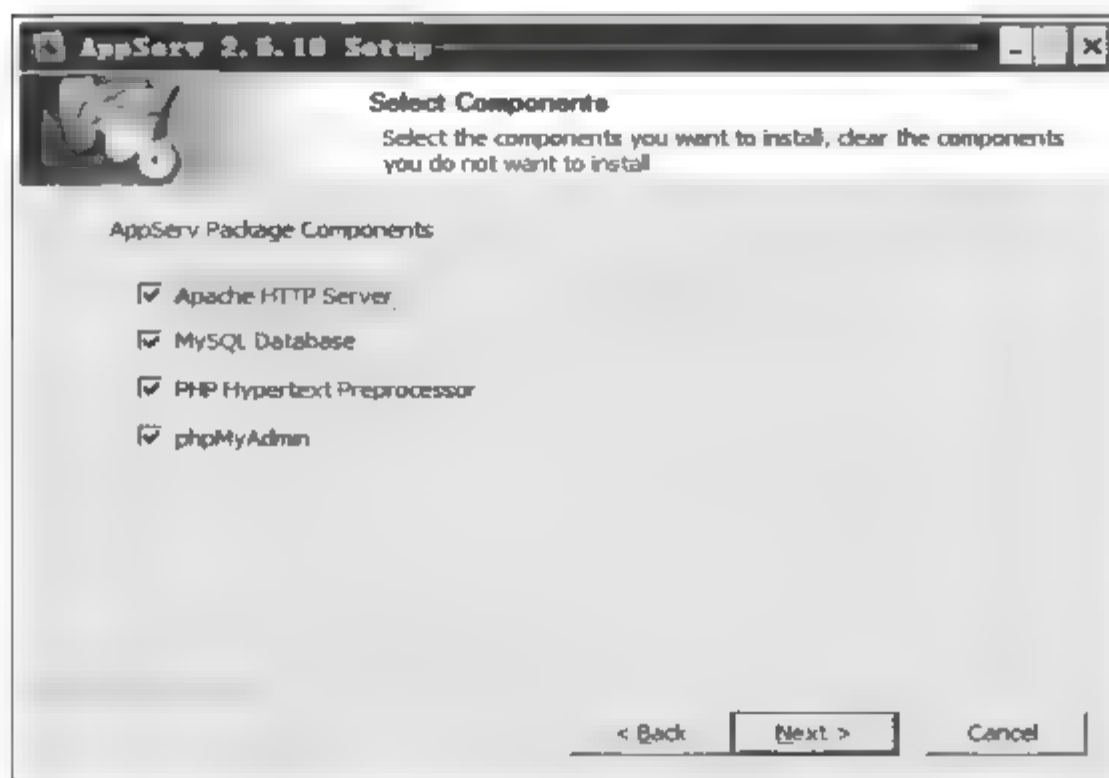 AppServ 2.5.10 Setup
Select Components
Select the components you want to install, clear the components
you do not want to install
AppServ Package Components
Apache HTTP Server
MySQL Database
PHP Hypertext Preprocessor
phpMyAdmin
< Back
Next >
Cancel